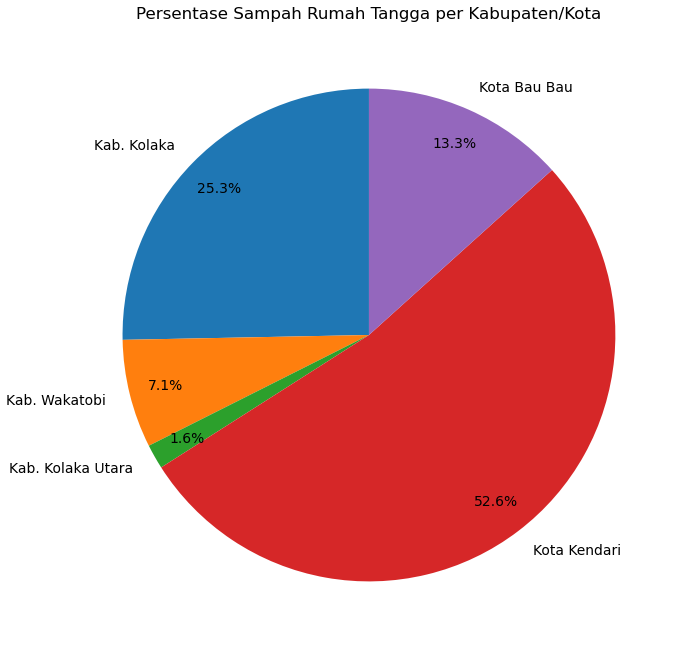 Persentase Sampah Rumah Tangga per Kabupaten/Kota
Kota Bau Bau
13.3%
Kab. Kolaka
25.3%
Kab. Wakatobi
7.1%
Kab. Kolaka Utara
1.6%
Kota Kendari
52.6%